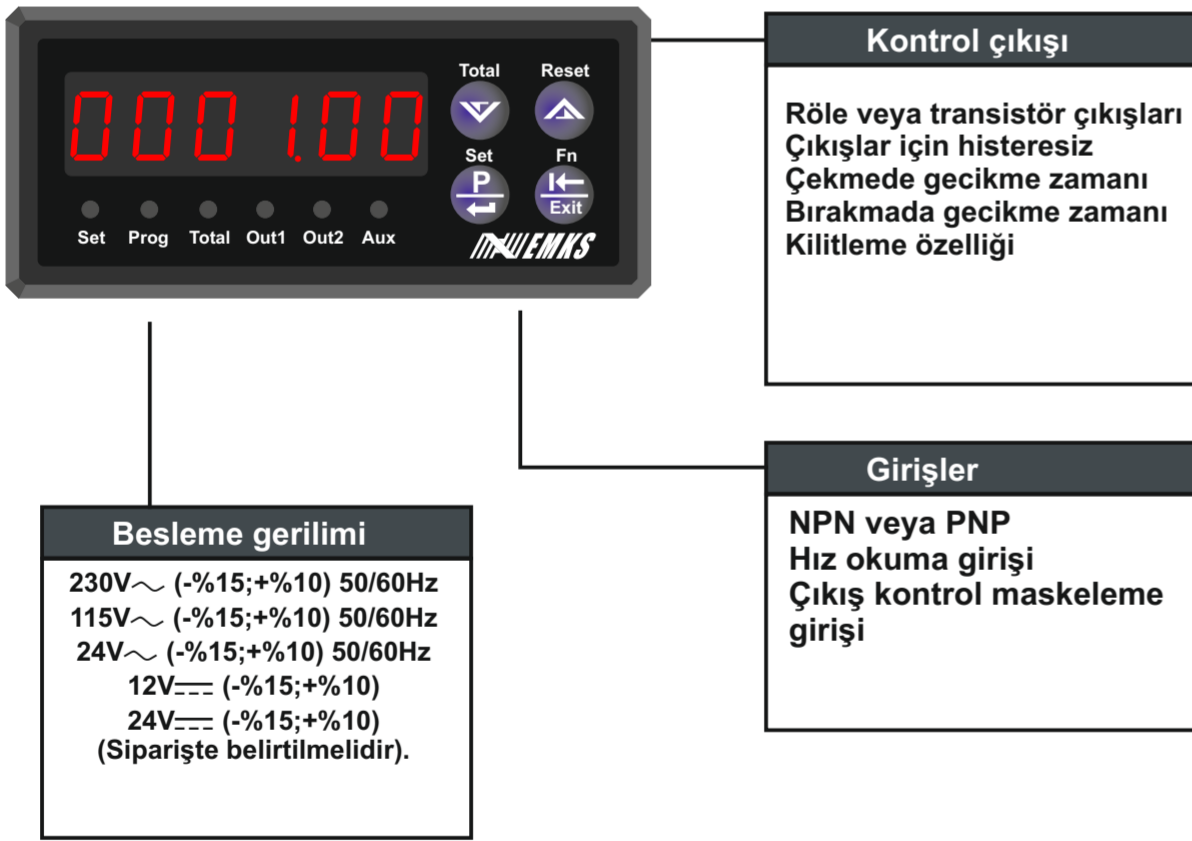 0001.00
Total Reset
Set Fn
P
Exit
Set Prog Total Out1 Out2 Aux
EMKS
Kontrol çıkışı
Röle veya transistör çıkışları
Çıkışlar için histeresiz
Çekmede gecikme zamanı
Bırakmada gecikme zamanı
Kilitleme özelliği
Girişler
NPN veya PNP
Hız okuma girişi
Çıkış kontrol maskeleme
girişi
Besleme gerilimi
230V～ (-%15;+%10) 50/60Hz
115V～ (-%15;+%10) 50/60Hz
24V～ (-%15;+%10) 50/60Hz
12V⎓ (-%15;+%10)
24V⎓ (-%15;+%10)
(Siparişte belirtilmelidir).